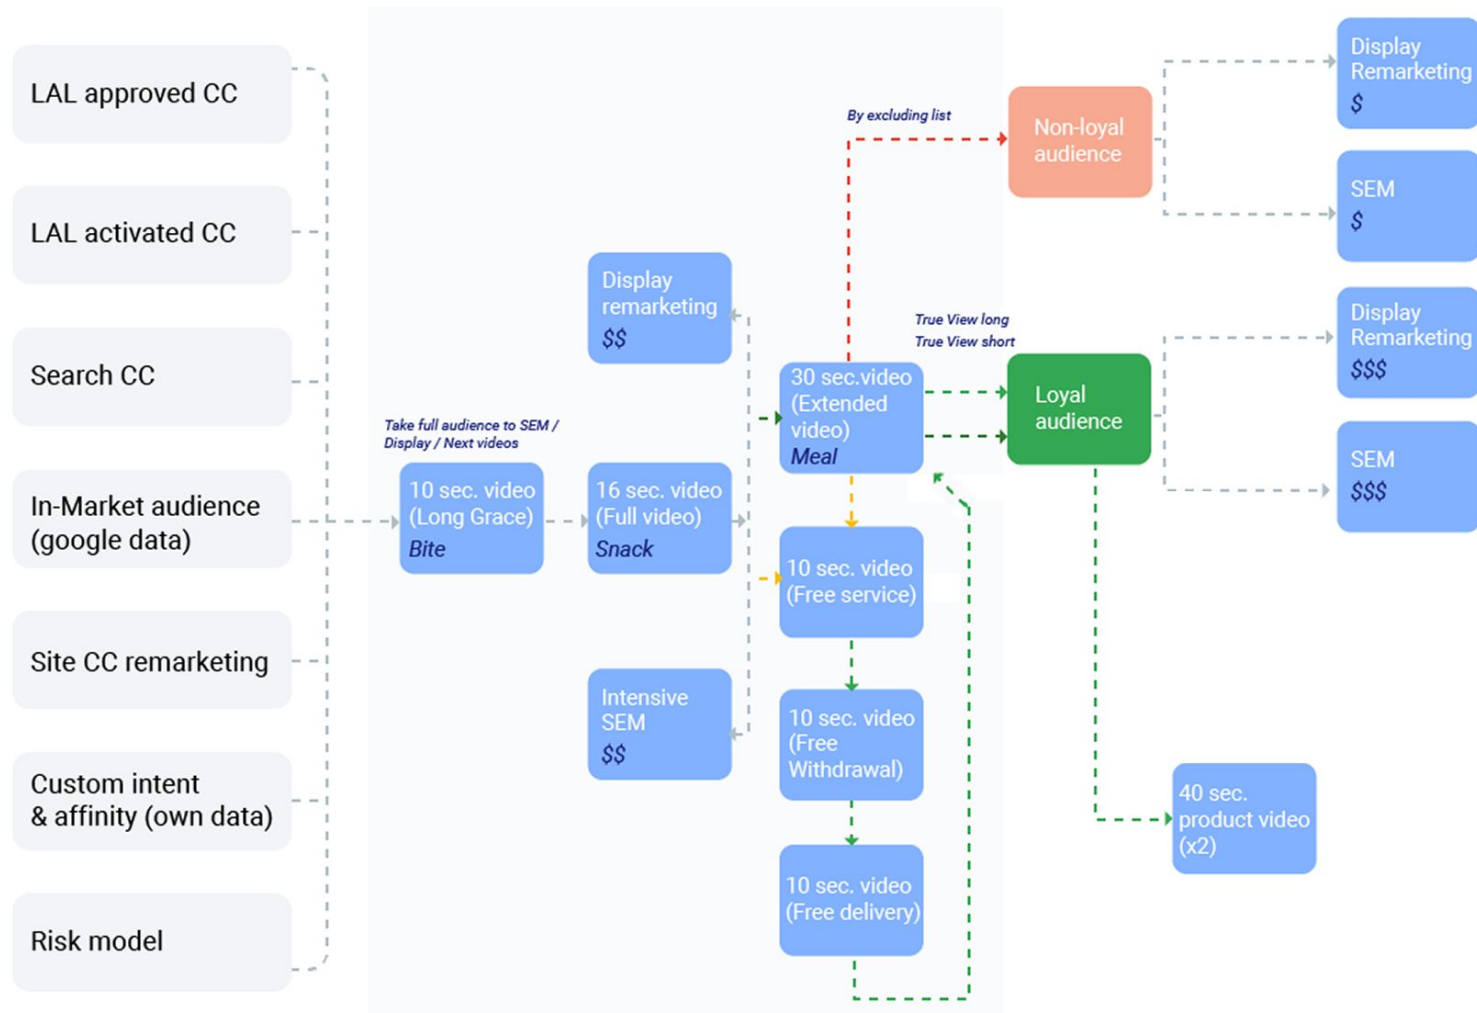 LAL approved CC
LAL activated CC
Search CC
In-Market audience
(google data)
Site CC remarketing
Custom intent
& affinity (own data)
Risk model
Take full audience to SEM /
Display / Next videos
10 sec. video
(Long Grace)
Bite
16 sec. video
(Full video)
Snack
Display
remarketing
$$
Intensive
SEM
$$
By excluding list
True View long
True View short
30 sec.video
(Extended
video)
Meal
10 sec. video
(Free service)
10 sec. video
(Free
Withdrawal)
10 sec. video
(Free delivery)
Non-loyal
audience
Loyal
audience
Display
Remarketing
$
SEM
$
Display
Remarketing
$$$
SEM
$$$
40 sec.
product video
(x2)